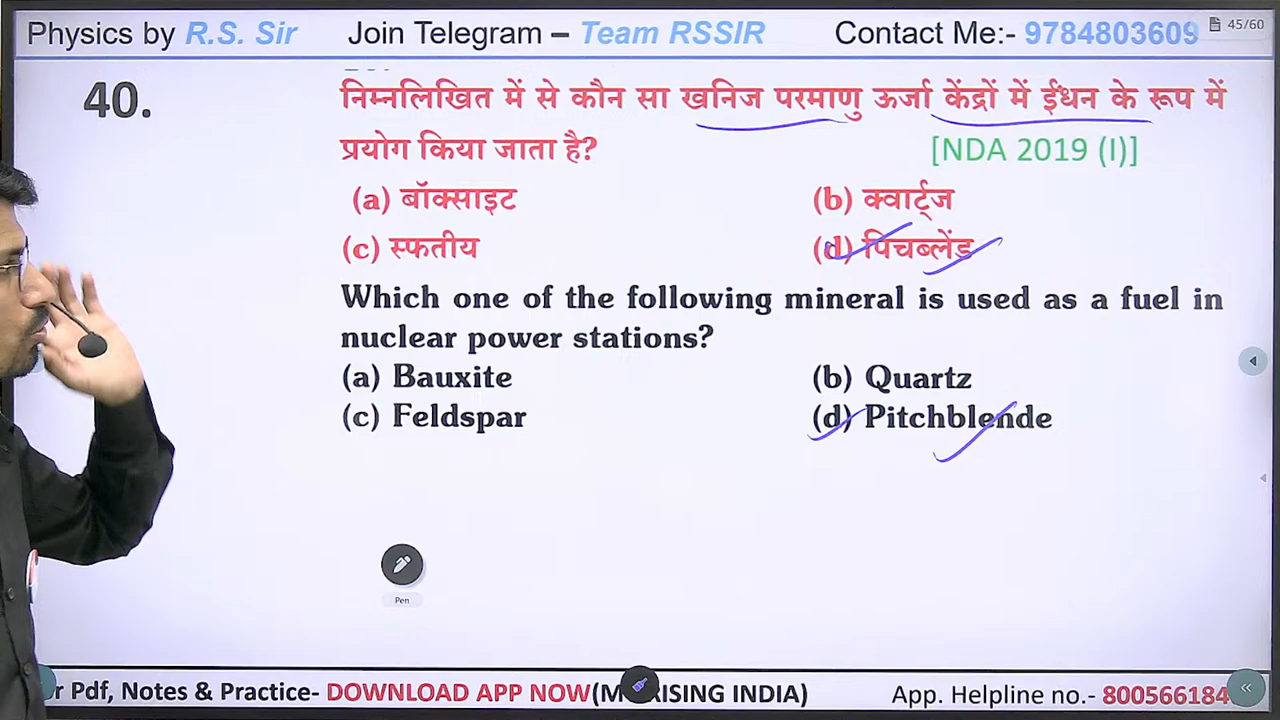 Physics by R.S. Sir Join Telegram – Team RSSIR Contact Me:- 9784803609 45/60
40. निम्नलिखित में से कौन सा खनिज परमाणु ऊर्जा केंद्रों में ईंधन के रूप में
प्रयोग किया जाता है? [NDA 2019 (I)]
(a) बॉक्साइट (b) क्वार्ट्ज
(c) स्फतीय (d) पिचब्लेंड
Which one of the following mineral is used as a fuel in
nuclear power stations?
(a) Bauxite (b) Quartz
(c) Feldspar (d) Pitchblende
Pen
r Pdf, Notes & Practice- DOWNLOAD APP NOW(M RISING INDIA) App. Helpline no.- 800566184